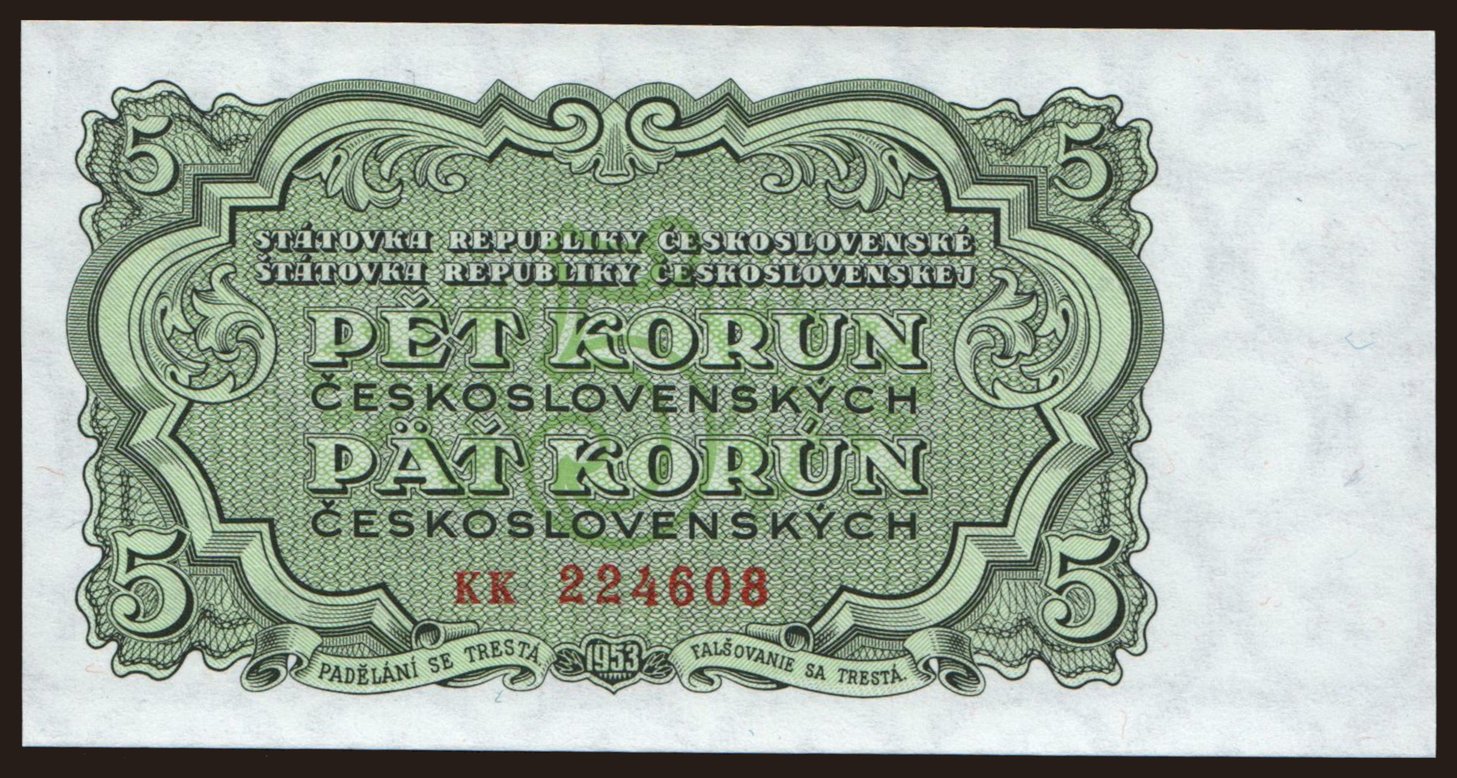 5 5
STÁTOVKA REPUBLIKY ČESKOSLOVENSKÉ
ŠTÁTOVKA REPUBLIKY ČESKOSLOVENSKEJ
PĚT KORUN
ČESKOSLOVENSKÝCH
PÄŤ KORÚN
ČESKOSLOVENSKÝCH
5 5
KK 224608
PADĚLÁNÍ SE TRESTÁ. 1953 FALŠOVANIE SA TRESTÁ.